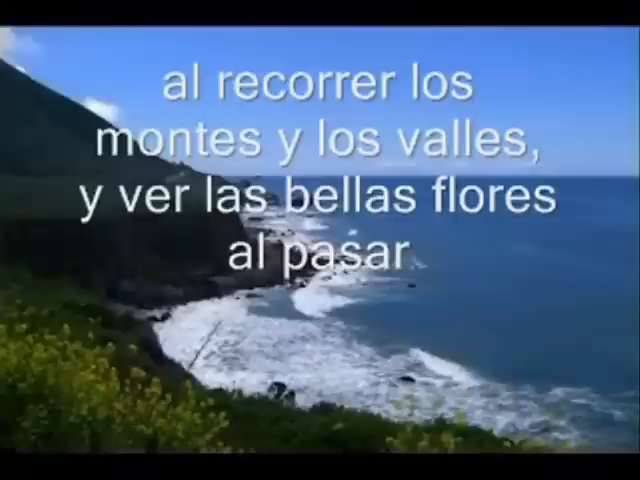 al recorrer los
montes y los valles,
y ver las bellas flores
al pasar